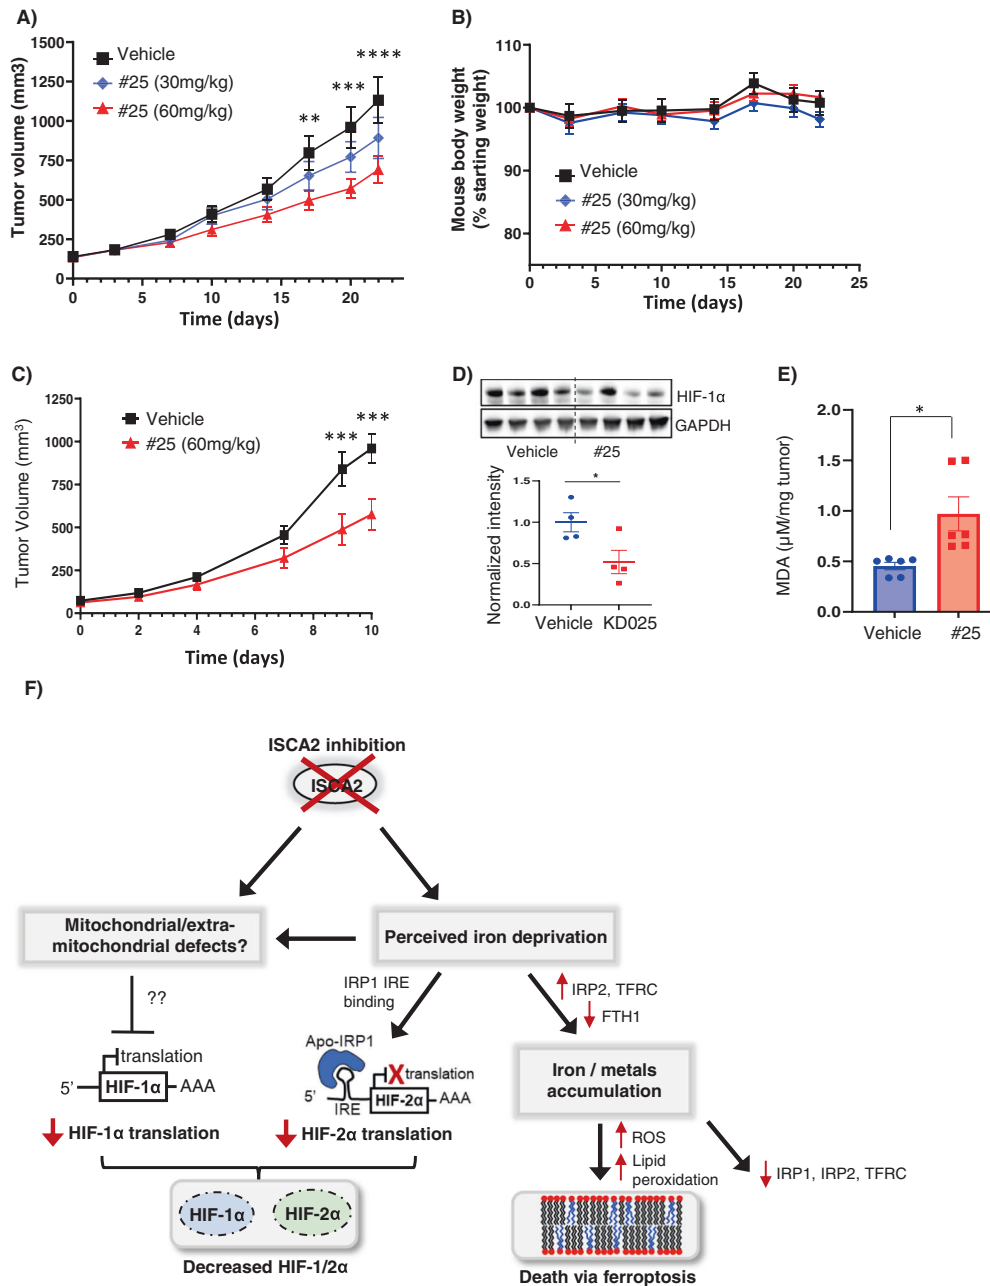 A)
1500
1250
1000
750
500
250
0
Tumor volume (mm3)
Vehicle
#25 (30mg/kg)
#25 (60mg/kg)
**
***
****
0 5 10 15 20
Time (days)
B)
110
100
90
80
Mouse body weight
(% starting weight)
Vehicle
#25 (30mg/kg)
#25 (60mg/kg)
0 5 10 15 20 25
Time (days)
C)
1250
1000
750
500
250
0
Tumor Volume (mm³)
Vehicle
#25 (60mg/kg)
***
***
0 2 4 6 8 10
Time (days)
D)
HIF-1α
GAPDH
Vehicle #25
1.5
1.0
0.5
0.0
Normalized intensity
*
Vehicle KD025
E)
2.0
1.5
1.0
0.5
0.0
MDA (µM/mg tumor)
*
Vehicle #25
F)
ISCA2 inhibition
ISCA2
Mitochondrial/extra-
mitochondrial defects?
Perceived iron deprivation
??
IRP1 IRE
binding
IRP2, TFRC
FTH1
translation
5' HIF-1α AAA
HIF-1α translation
Apo-IRP1
X translation
5' IRE HIF-2α AAA
HIF-2α translation
Iron / metals
accumulation
ROS
Lipid
peroxidation
IRP1, IRP2, TFRC
HIF-1α HIF-2α
Decreased HIF-1/2α
Death via ferroptosis